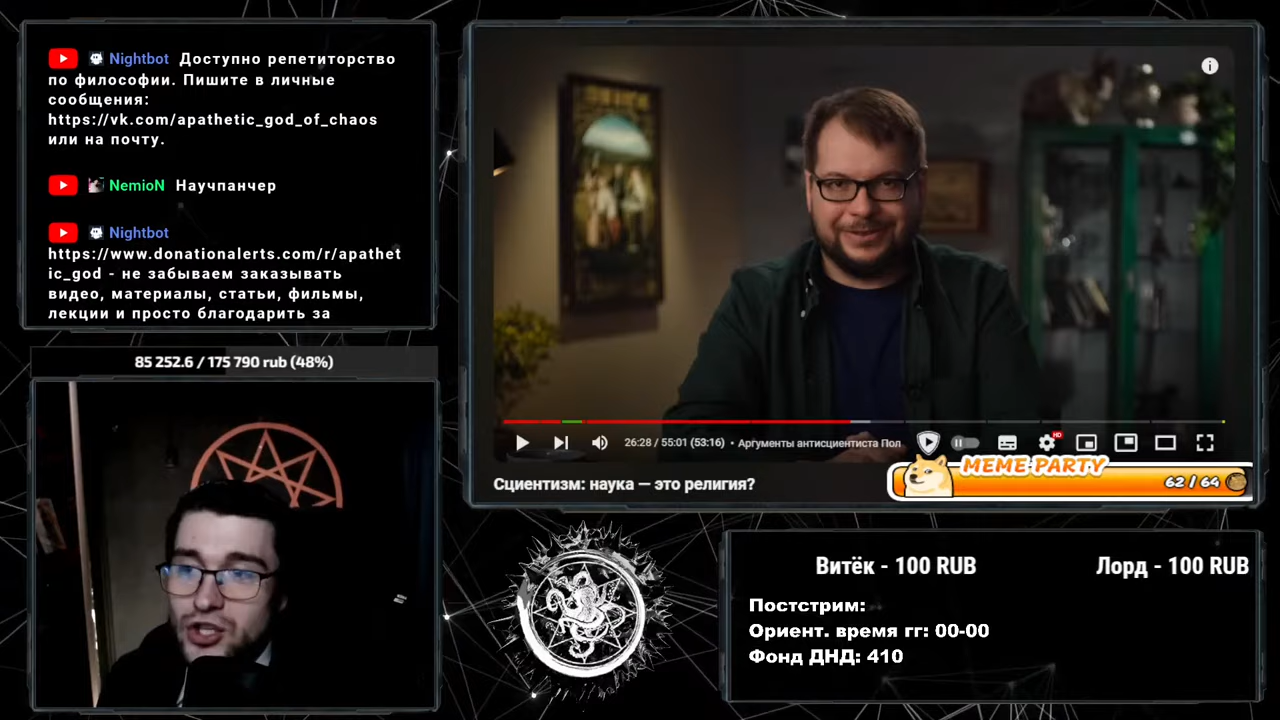 Nightbot Доступно репетиторство
по философии. Пишите в личные
сообщения:
https://vk.com/apathetic_god_of_chaos
или на почту.
NemioN Научпанчер
Nightbot
https://www.donationalerts.com/r/apathet
ic_god - не забываем заказывать
видео, материалы, статьи, фильмы,
лекции и просто благодарить за
85 252.6 / 175 790 rub (48%)
26:28 / 55:01 (53:16) • Аргументы антисциентиста Пол
HD
MEME PARTY
62 / 64
Сциентизм: наука — это религия?
Витёк - 100 RUB
Лорд - 100 RUB
Постстрим:
Ориент. время гг: 00-00
Фонд ДНД: 410